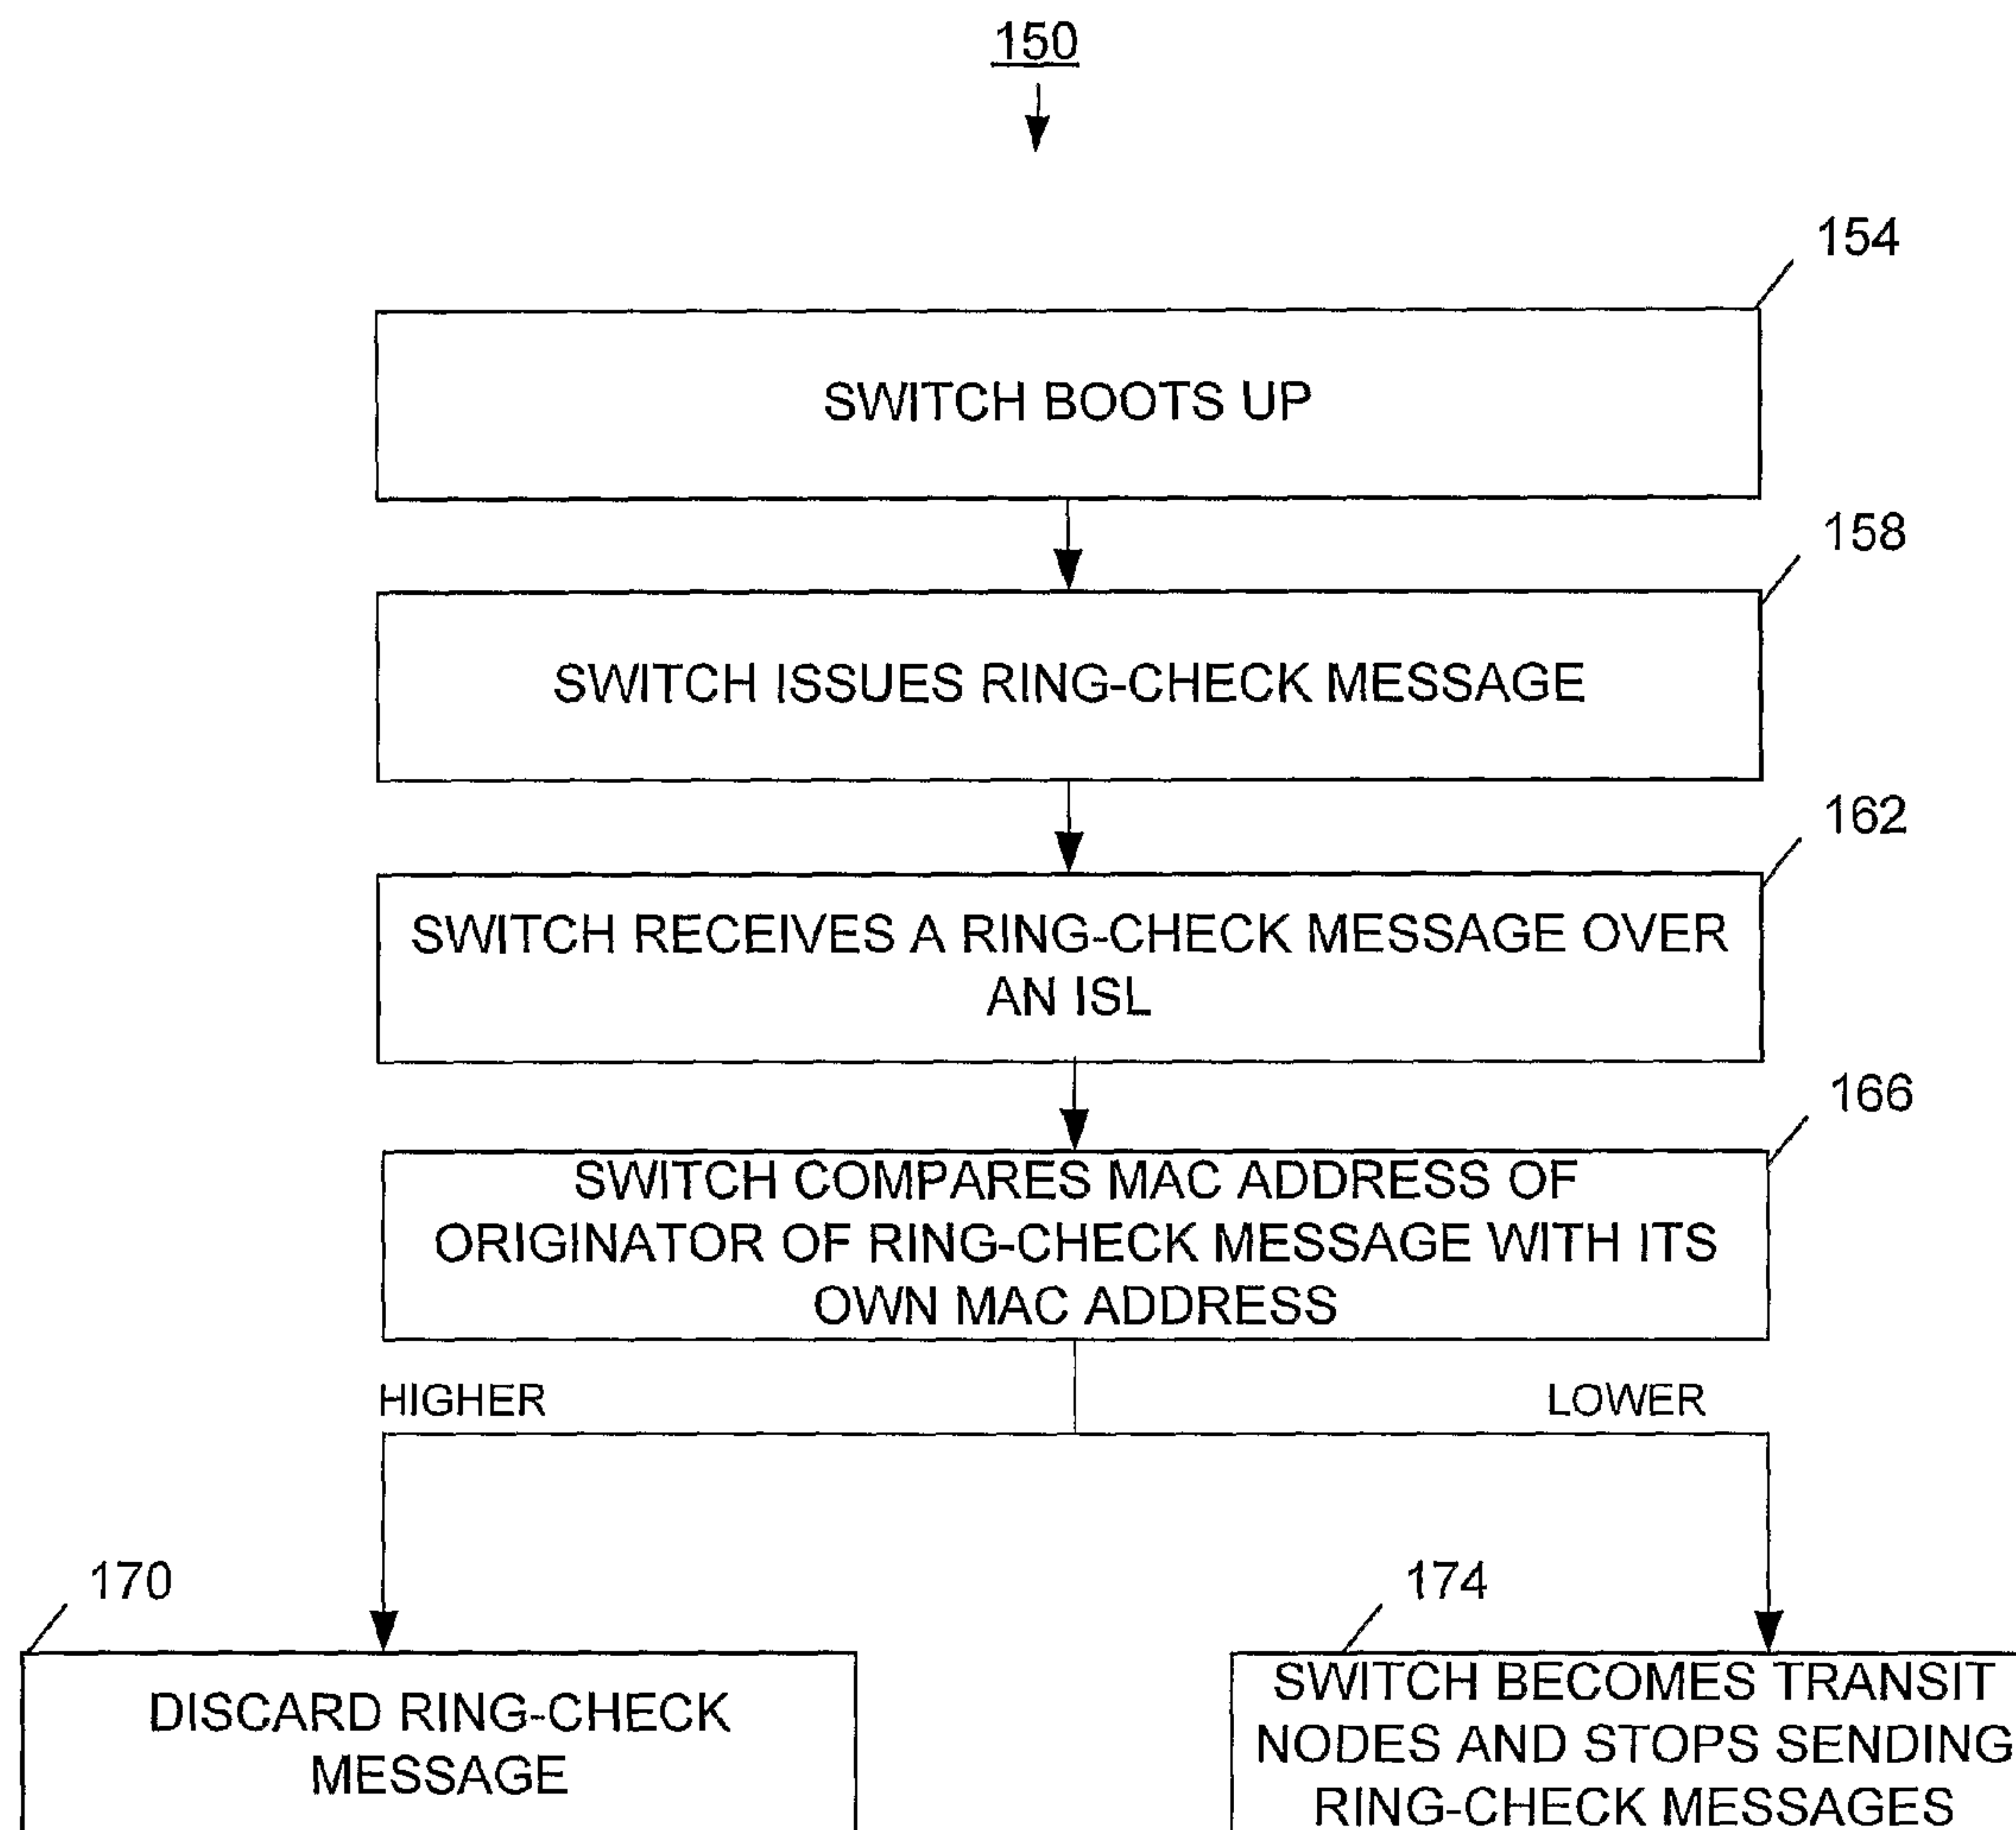 150
154
SWITCH BOOTS UP
158
SWITCH ISSUES RING-CHECK MESSAGE
162
SWITCH RECEIVES A RING-CHECK MESSAGE OVER
AN ISL
166
SWITCH COMPARES MAC ADDRESS OF
ORIGINATOR OF RING-CHECK MESSAGE WITH ITS
OWN MAC ADDRESS
HIGHER
LOWER
170
DISCARD RING-CHECK
MESSAGE
174
SWITCH BECOMES TRANSIT
NODES AND STOPS SENDING
RING-CHECK MESSAGES